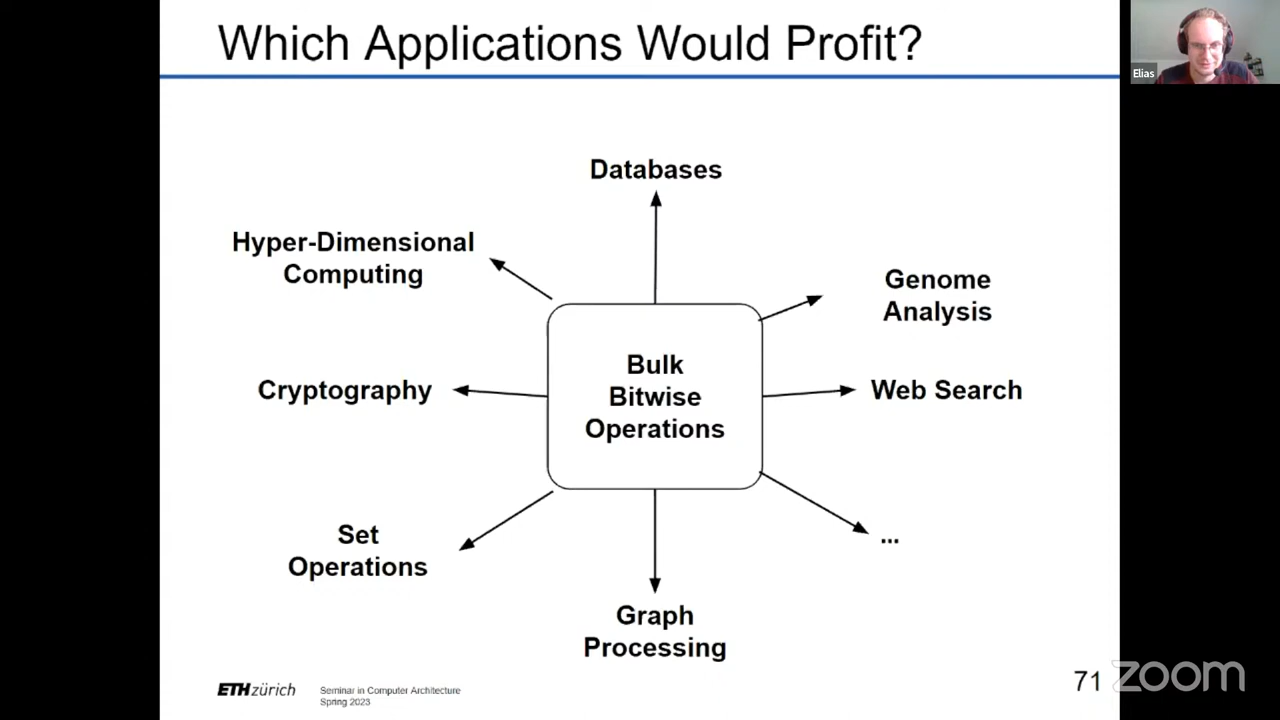 Which Applications Would Profit?
Elias
Databases
Hyper-Dimensional
Computing
Genome
Analysis
Bulk
Bitwise
Operations
Cryptography
Web Search
Set
Operations
...
Graph
Processing
ETH zürich
Seminar in Computer Architecture
Spring 2023
71
zoom